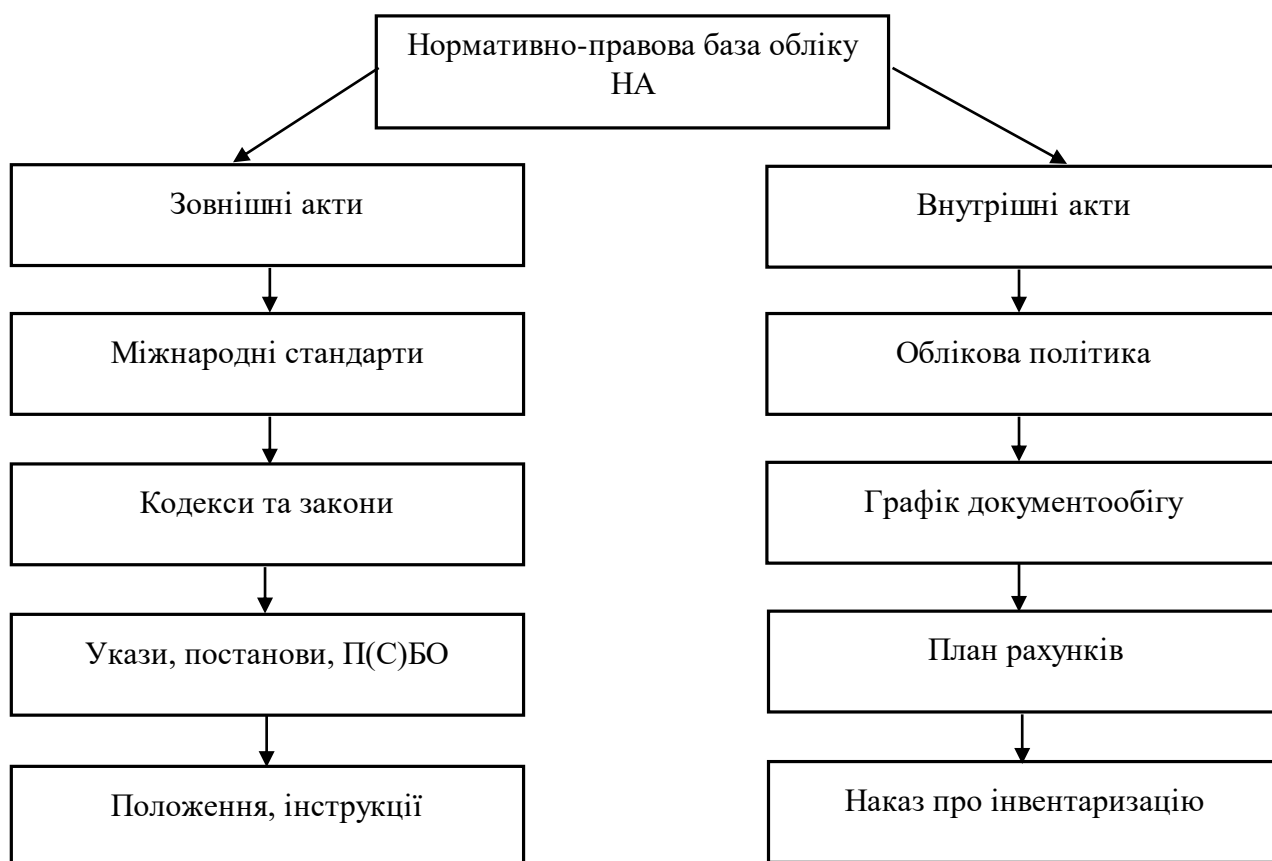 Нормативно-правова база обліку
НА
Зовнішні акти
Внутрішні акти
Міжнародні стандарти
Облікова політика
Кодекси та закони
Графік документообігу
Укази, постанови, П(С)БО
План рахунків
Положення, інструкції
Наказ про інвентаризацію